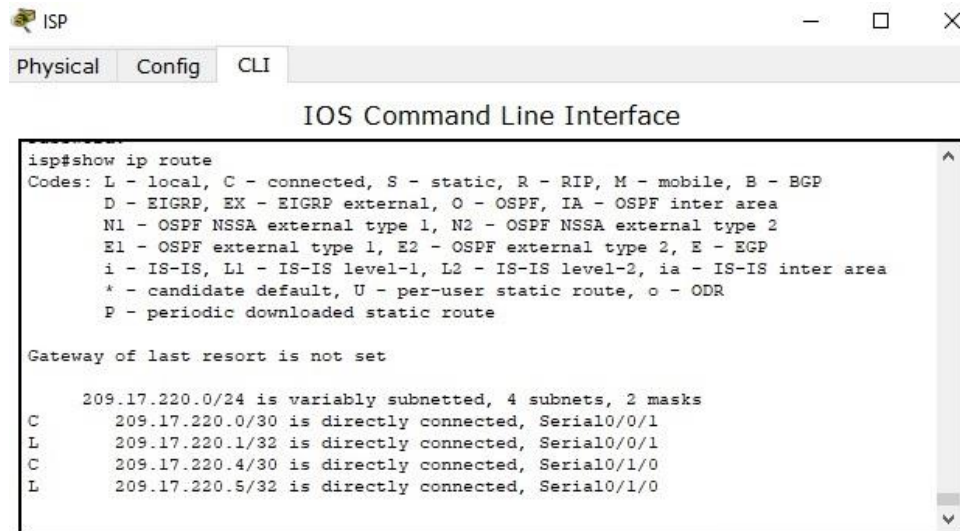 ISP
Physical Config CLI
IOS Command Line Interface
isp#show ip route
Codes: L - local, C - connected, S - static, R - RIP, M - mobile, B - BGP
D - EIGRP, EX - EIGRP external, O - OSPF, IA - OSPF inter area
N1 - OSPF NSSA external type 1, N2 - OSPF NSSA external type 2
E1 - OSPF external type 1, E2 - OSPF external type 2, E - EGP
i - IS-IS, L1 - IS-IS level-1, L2 - IS-IS level-2, ia - IS-IS inter area
* - candidate default, U - per-user static route, o - ODR
P - periodic downloaded static route
Gateway of last resort is not set
209.17.220.0/24 is variably subnetted, 4 subnets, 2 masks
C 209.17.220.0/30 is directly connected, Serial0/0/1
L 209.17.220.1/32 is directly connected, Serial0/0/1
C 209.17.220.4/30 is directly connected, Serial0/1/0
L 209.17.220.5/32 is directly connected, Serial0/1/0